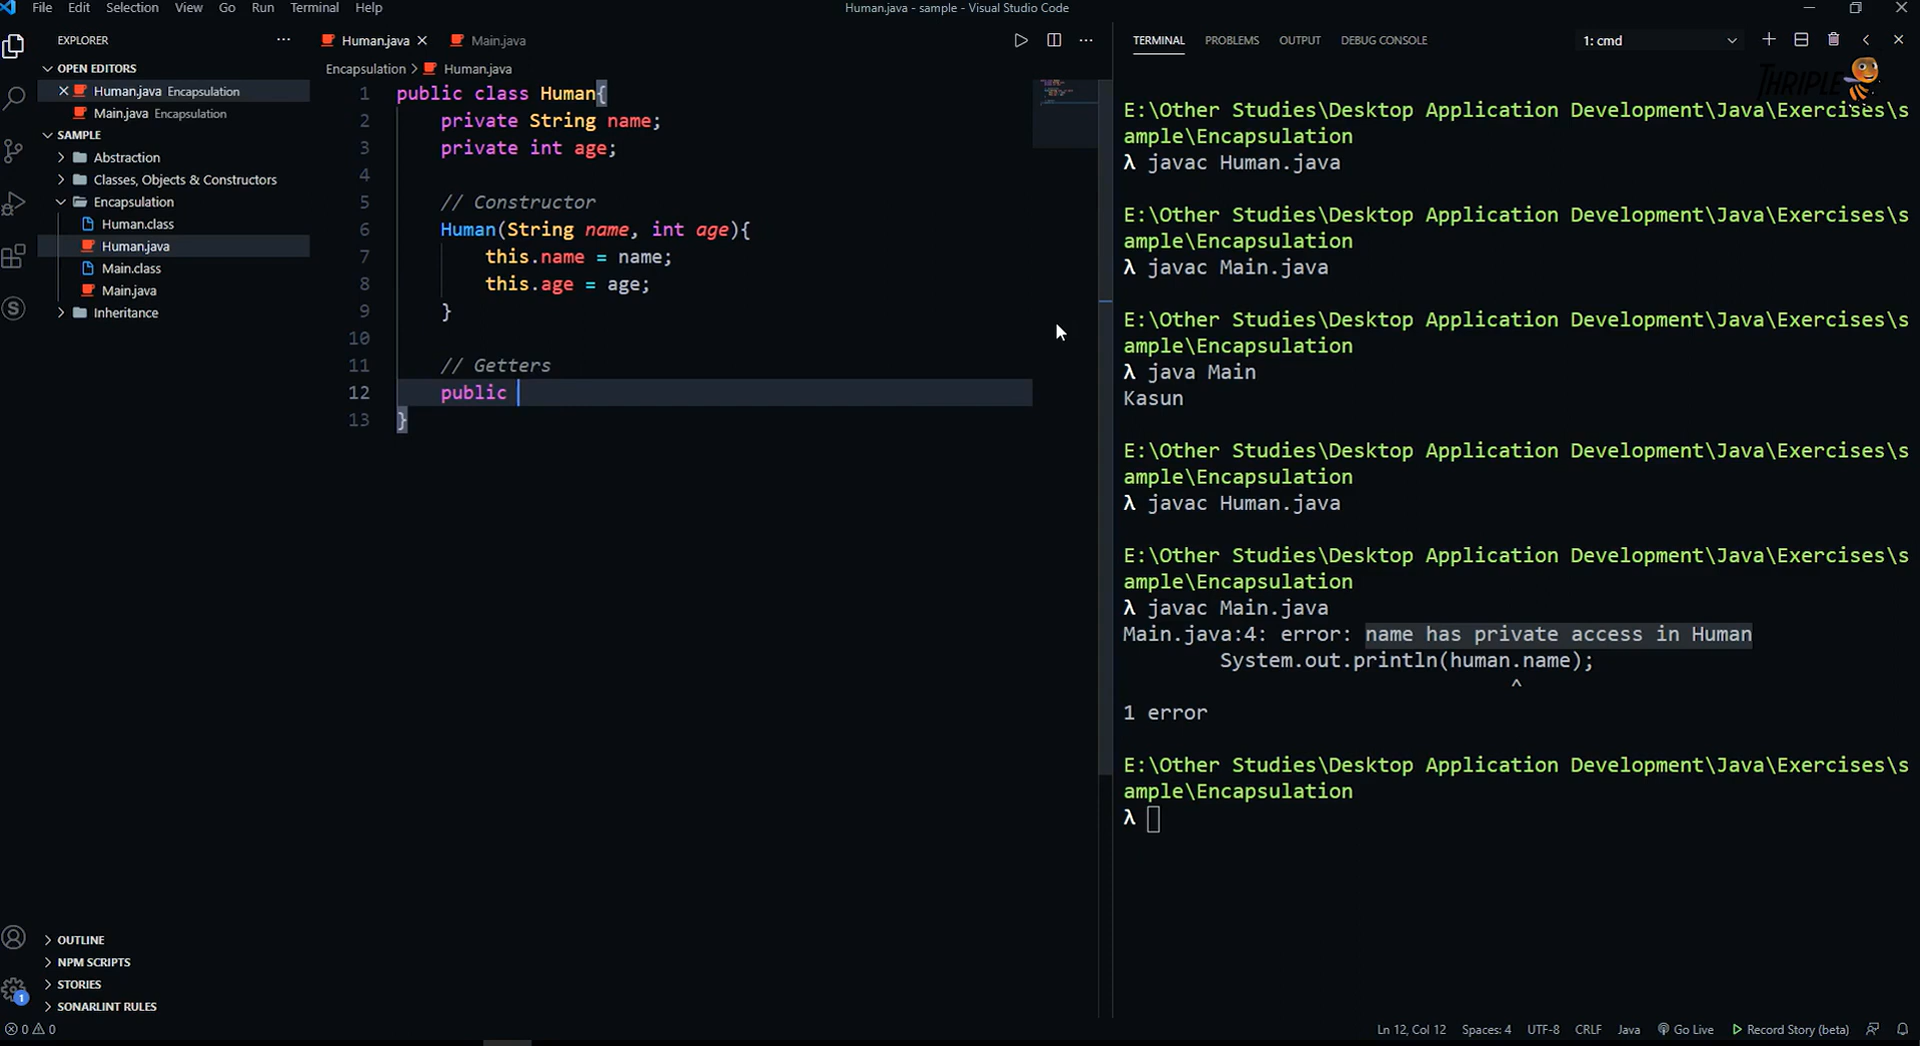 File Edit Selection View Go Run Terminal Help
Human.java - sample - Visual Studio Code
EXPLORER
OPEN EDITORS
Human.java Encapsulation
Main.java Encapsulation
SAMPLE
Abstraction
Classes, Objects & Constructors
Encapsulation
Human.class
Human.java
Main.class
Main.java
Inheritance
OUTLINE
NPM SCRIPTS
STORIES
SONARLINT RULES
Human.java
Main.java
Encapsulation > Human.java
1 public class Human{
2 private String name;
3 private int age;
4
5 // Constructor
6 Human(String name, int age){
7 this.name = name;
8 this.age = age;
9 }
10
11 // Getters
12 public
13 }
TERMINAL PROBLEMS OUTPUT DEBUG CONSOLE
1: cmd
THRIPLE
E:\Other Studies\Desktop Application Development\Java\Exercises\s
ample\Encapsulation
λ javac Human.java
E:\Other Studies\Desktop Application Development\Java\Exercises\s
ample\Encapsulation
λ javac Main.java
E:\Other Studies\Desktop Application Development\Java\Exercises\s
ample\Encapsulation
λ java Main
Kasun
E:\Other Studies\Desktop Application Development\Java\Exercises\s
ample\Encapsulation
λ javac Human.java
E:\Other Studies\Desktop Application Development\Java\Exercises\s
ample\Encapsulation
λ javac Main.java
Main.java:4: error: name has private access in Human
System.out.println(human.name);
^
1 error
E:\Other Studies\Desktop Application Development\Java\Exercises\s
ample\Encapsulation
λ
1
0 0
Ln 12, Col 12 Spaces: 4 UTF-8 CRLF Java Go Live Record Story (beta)